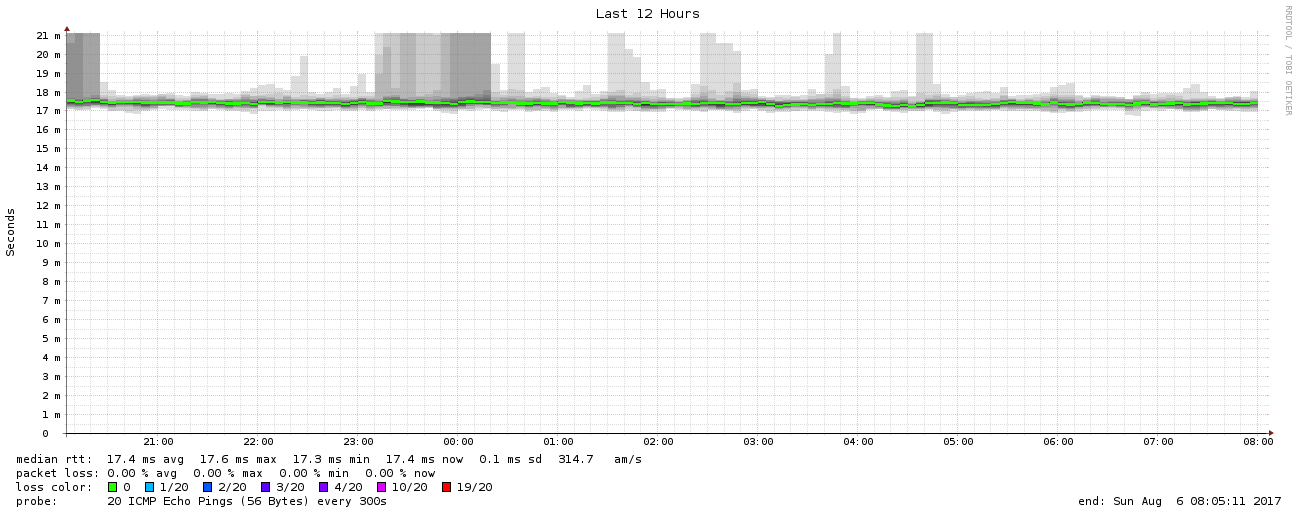 Last 12 Hours
RRDTOOL / TOBI OETIKER
21 m
20 m
19 m
18 m
17 m
16 m
15 m
14 m
13 m
12 m
11 m
10 m
9 m
8 m
7 m
6 m
5 m
4 m
3 m
2 m
1 m
0
Seconds
21:00 22:00 23:00 00:00 01:00 02:00 03:00 04:00 05:00 06:00 07:00 08:00
median rtt: 17.4 ms avg 17.6 ms max 17.3 ms min 17.4 ms now 0.1 ms sd 314.7 am/s
packet loss: 0.00 % avg 0.00 % max 0.00 % min 0.00 % now
loss color: 0 1/20 2/20 3/20 4/20 10/20 19/20
probe: 20 ICMP Echo Pings (56 Bytes) every 300s end: Sun Aug 6 08:05:11 2017